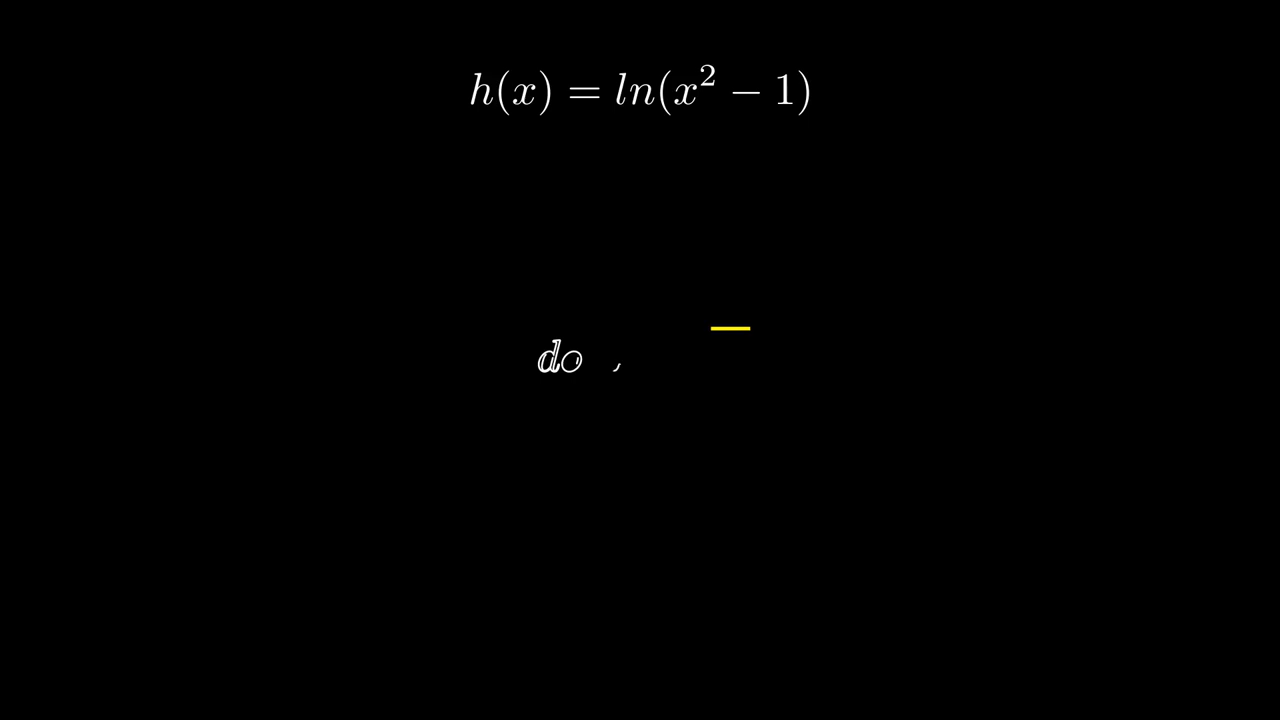 h(x) = ln(x² − 1)
do